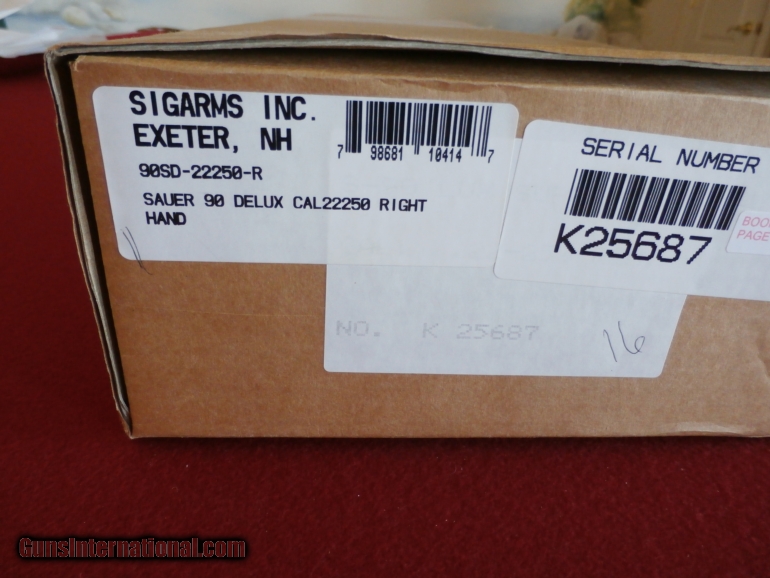 SIGARMS INC.
EXETER, NH
7 98681 10414 7
90SD-22250-R
SAUER 90 DELUX CAL22250 RIGHT
HAND
SERIAL NUMBER
K25687
PAGE
NO. K 25687
16
GunsInternational.com